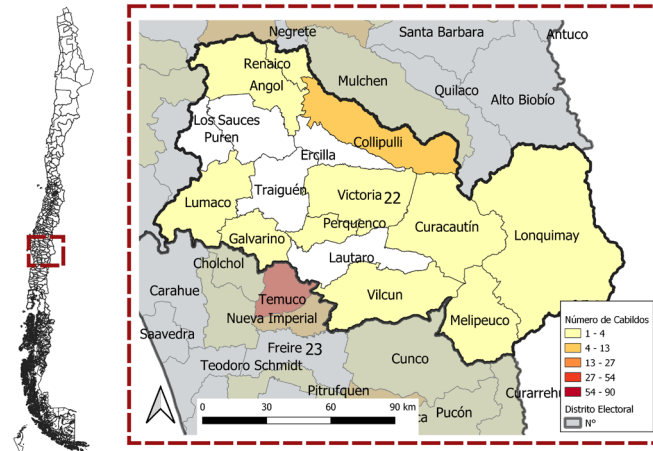 Negrete
Santa Barbara
Antuco
Renaico
Angol
Mulchen
Quilaco
Alto Biobío
Los Sauces
Puren
Collipulli
Ercilla
Lumaco
Traiguén
Victoria 22
Perquenco
Curacautín
Lonquimay
Galvarino
Cholchol
Lautaro
Carahue
Temuco
Vilcun
Nueva Imperial
Melipeuco
Saavedra
Freire 23
Teodoro Schmidt
Cunco
Pitrufquen
Curarrehu
Pucón
0 30 60 90 km
Número de Cabildos
1 - 4
4 - 13
13 - 27
27 - 54
54 - 90
Distrito Electoral
N°